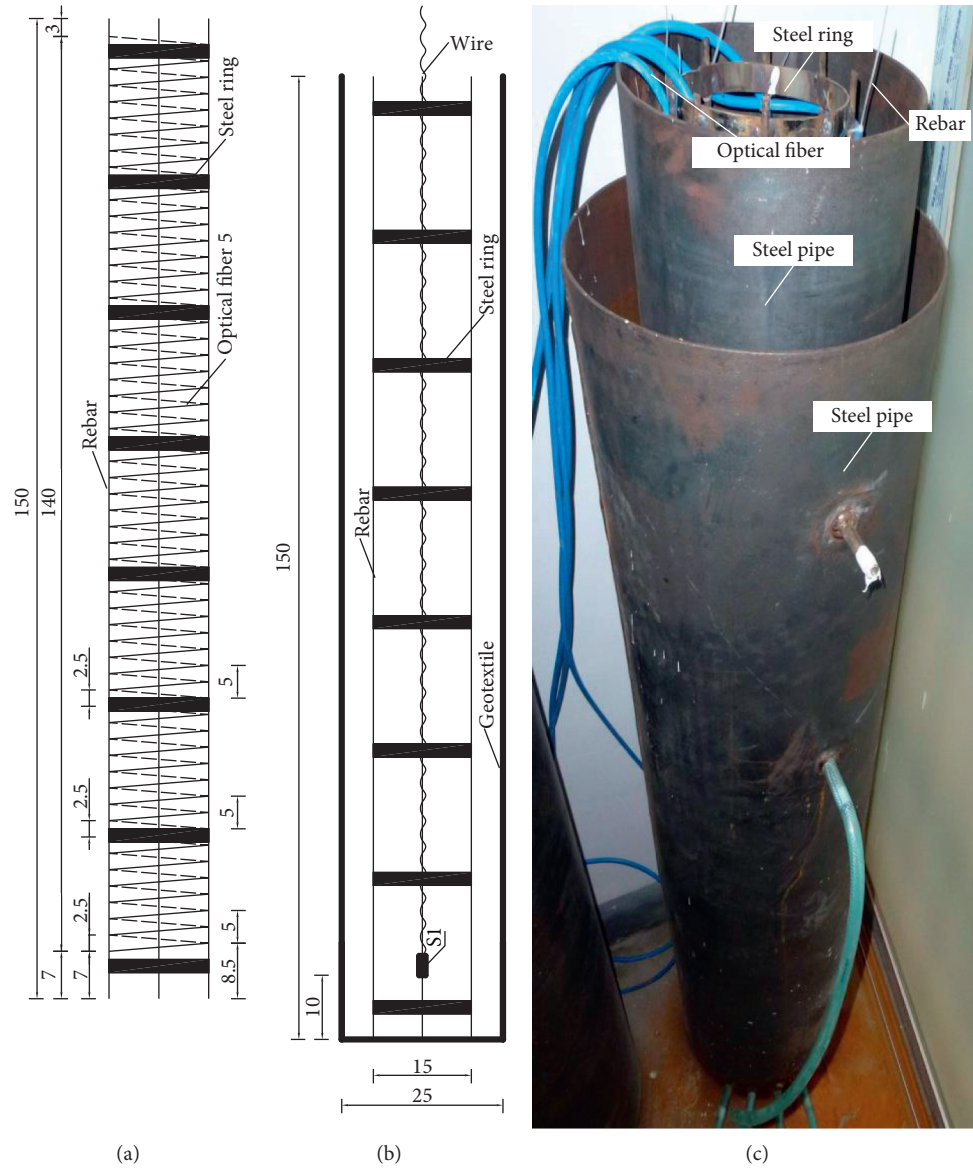 3
150
140
Steel ring
Optical fiber 5
Rebar
2.5
5
2.5
5
2.5
5
7
7
8.5
(a)
Wire
150
Steel ring
Rebar
Geotextile
S1
10
15
25
(b)
Steel ring
Rebar
Optical fiber
Steel pipe
Steel pipe
(c)